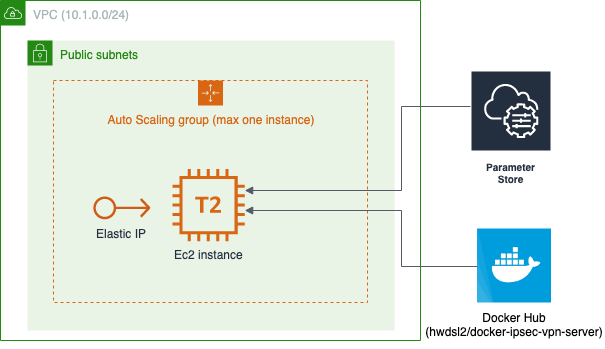 VPC (10.1.0.0/24)
Public subnets
Auto Scaling group (max one instance)
T2
Elastic IP
Ec2 instance
Parameter
Store
Docker Hub
(hwdsl2/docker-ipsec-vpn-server)